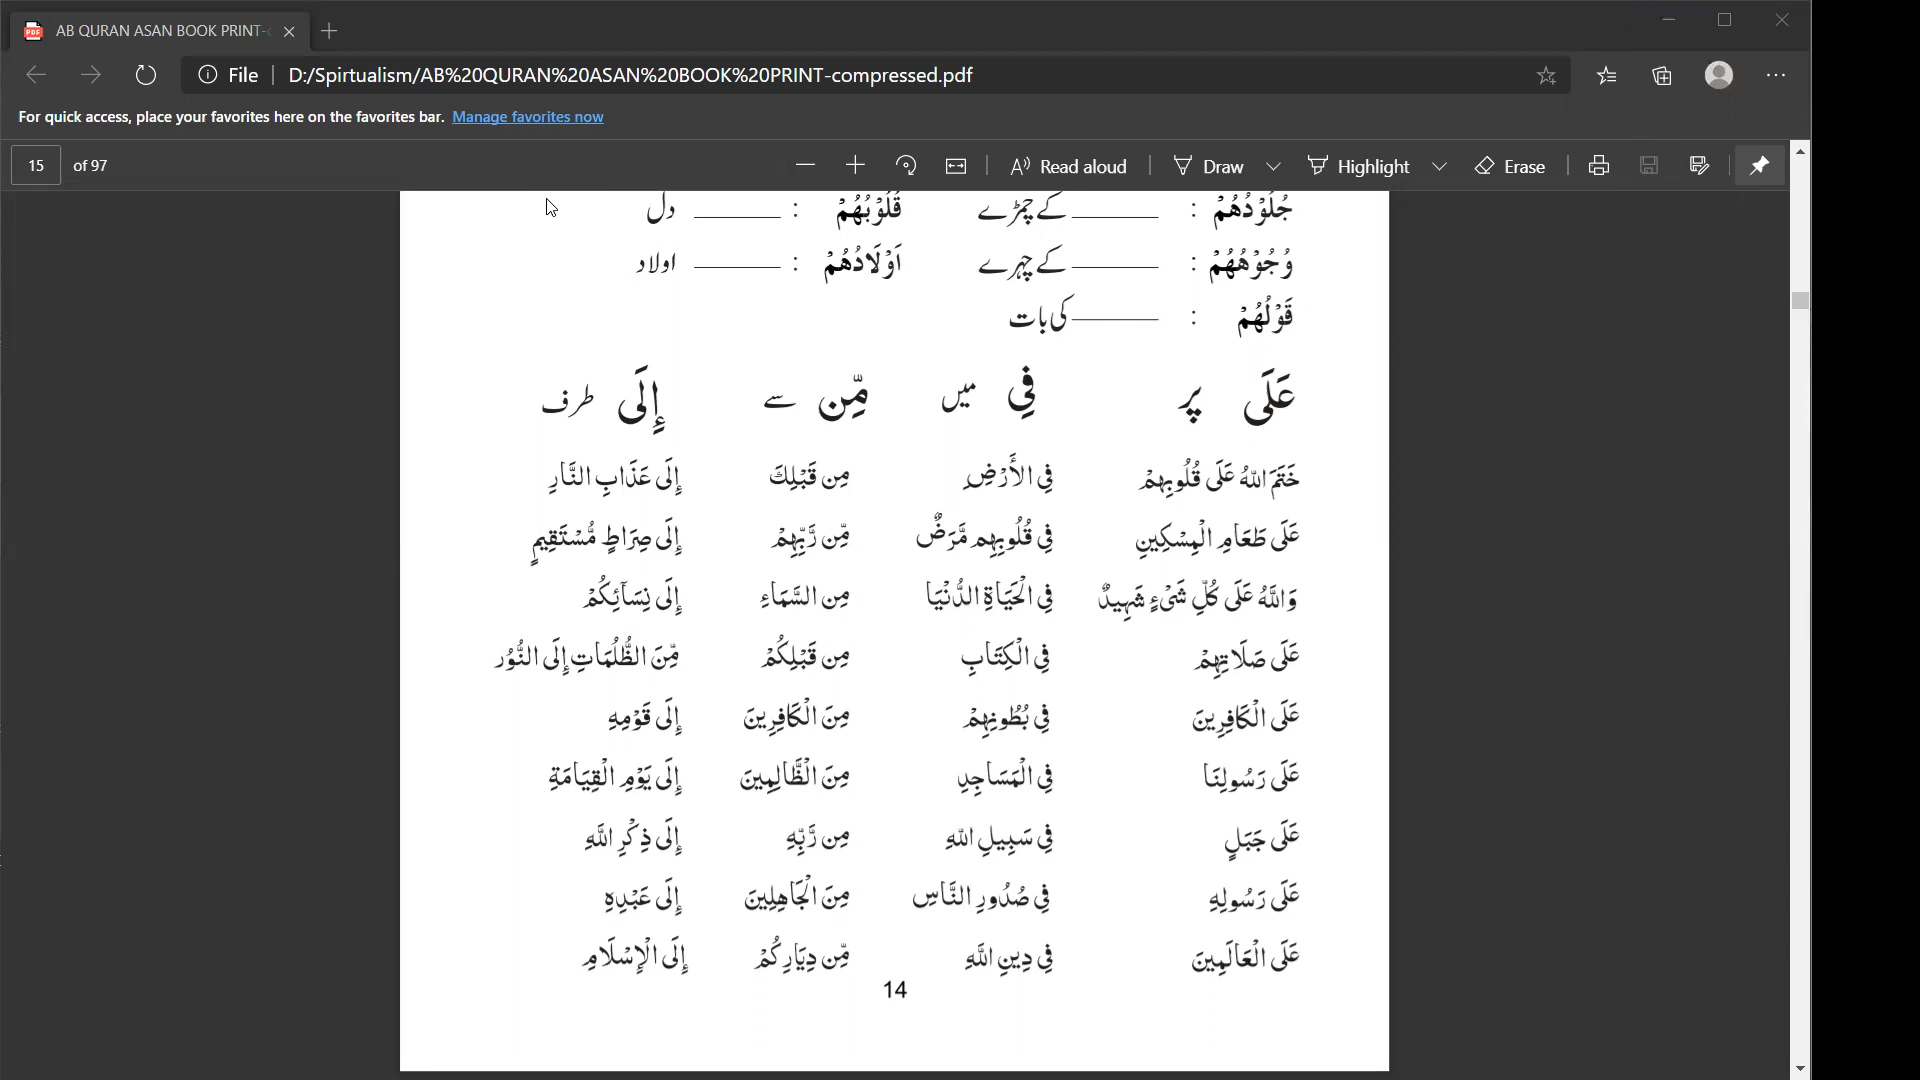 AB QURAN ASAN BOOK PRINT-c
File D:/Spirtualism/AB%20QURAN%20ASAN%20BOOK%20PRINT-compressed.pdf
For quick access, place your favorites here on the favorites bar. Manage favorites now
15 of 97 Read aloud Draw Highlight Erase
جُلُوْدُهُمْ : ______ کے چمڑے قُلُوْبُهُمْ : ______ دل
وُجُوْهُهُمْ : ______ کے چہرے اَوْلَادُهُمْ : ______ اولاد
قَوْلُهُمْ : ______ کی بات
عَلَى پر فِي میں مِّن سے إِلَى طرف
خَتَمَ اللّهُ عَلَى قُلُوبِهِمْ فِي الأَرْضِ مِن قَبْلِكَ إِلَى عَذَابِ النَّارِ
عَلَى طَعَامِ الْمِسْكِينِ فِي قُلُوبِهِم مَّرَضٌ مِّن رَّبِّهِمْ إِلَى صِرَاطٍ مُّسْتَقِيمٍ
وَاللَّهُ عَلَى كُلِّ شَيْءٍ شَهِيدٌ فِي الْحَيَاةِ الدُّنْيَا مِن السَّمَاءِ إِلَى نِسَآئِكُمْ
عَلَى صَلَاتِهِمْ فِي الْكِتَابِ مِن قَبْلِكُمْ مِّنَ الظُّلُمَاتِ إِلَى النُّوُر
عَلَى الْكَافِرِينَ فِي بُطُونِهِمْ مِنَ الْكَافِرِينَ إِلَى قَوْمِهِ
عَلَى رَسُولِنَا فِي الْمَسَاجِدِ مِنَ الْظَّالِمِينَ إِلَى يَوْمِ الْقِيَامَةِ
عَلَى جَبَلٍ فِي سَبِيلِ اللّهِ مِن رَّبِّهِ إِلَى ذِكْرِ اللَّهِ
عَلَى رَسُولِهِ فِي صُدُورِ النَّاسِ مِنَ الْجَاهِلِينَ إِلَى عَبْدِهِ
عَلَى الْعَالَمِينَ فِي دِينِ اللَّهِ مِّن دِيَارِكُمْ إِلَى الْإِسْلَامِ
14